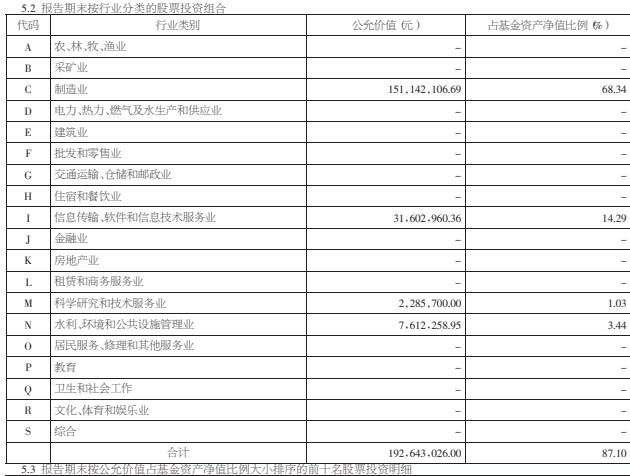 5.2 报告期末按行业分类的股票投资组合
代码 行业类别 公允价值(元) 占基金资产净值比例(%)
A 农、林、牧、渔业 – –
B 采矿业 – –
C 制造业 151,142,106.69 68.34
D 电力、热力、燃气及水生产和供应业 – –
E 建筑业 – –
F 批发和零售业 – –
G 交通运输、仓储和邮政业 – –
H 住宿和餐饮业 – –
I 信息传输、软件和信息技术服务业 31,602,960.36 14.29
J 金融业 – –
K 房地产业 – –
L 租赁和商务服务业 – –
M 科学研究和技术服务业 2,285,700.00 1.03
N 水利、环境和公共设施管理业 7,612,258.95 3.44
O 居民服务、修理和其他服务业 – –
P 教育 – –
Q 卫生和社会工作 – –
R 文化、体育和娱乐业 – –
S 综合 – –
合计 192,643,026.00 87.10
5.3 报告期末按公允价值占基金资产净值比例大小排序的前十名股票投资明细